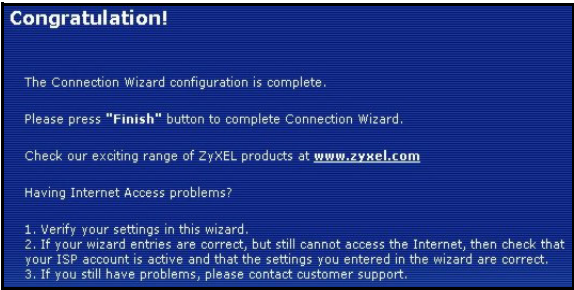 Congratulation!
The Connection Wizard configuration is complete.
Please press "Finish" button to complete Connection Wizard.
Check our exciting range of ZyXEL products at www.zyxel.com
Having Internet Access problems?
1. Verify your settings in this wizard.
2. If your wizard entries are correct, but still cannot access the Internet, then check that
your ISP account is active and that the settings you entered in the wizard are correct.
3. If you still have problems, please contact customer support.